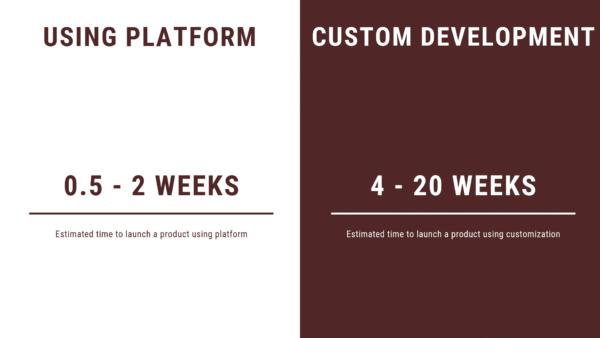 USING PLATFORM
0.5 - 2 WEEKS
Estimated time to launch a product using platform
CUSTOM DEVELOPMENT
4 - 20 WEEKS
Estimated time to launch a product using customization